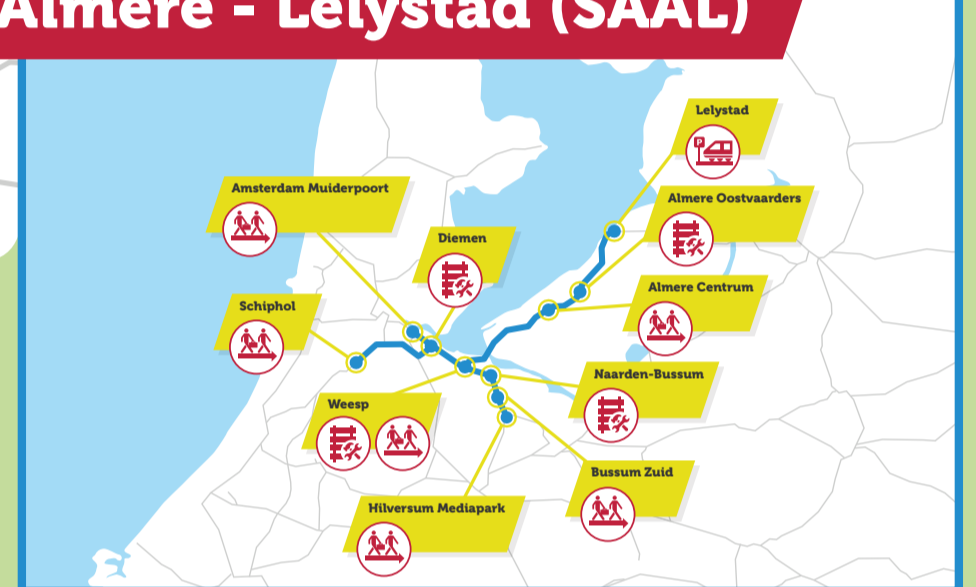 Almere - Lelystad (SAAL)
Lelystad
P
Amsterdam Muiderpoort
Almere Oostvaarders
Diemen
Almere Centrum
Schiphol
Naarden-Bussum
Weesp
Bussum Zuid
Hilversum Mediapark